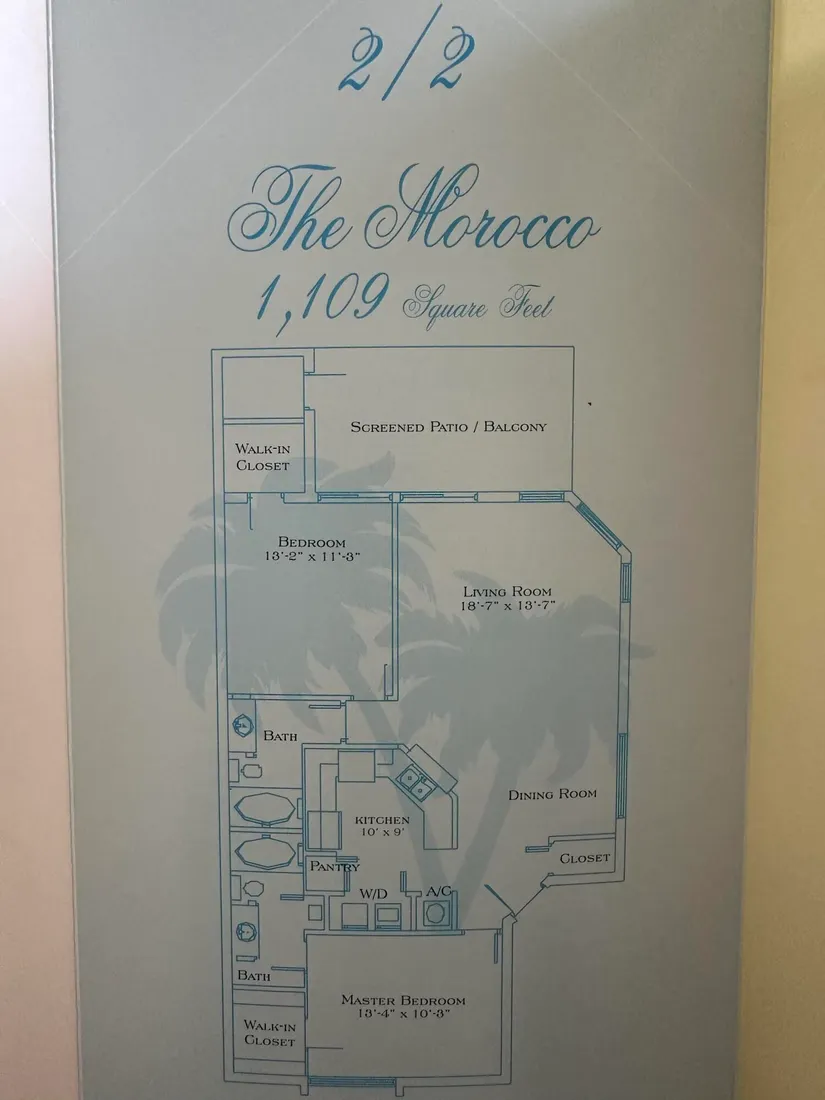 2/2
The Morocco
1,109 Square Feet
SCREENED PATIO / BALCONY
WALK-IN
CLOSET
BEDROOM
13'-2" X 11'-3"
LIVING ROOM
18'-7" X 13'-7"
BATH
DINING ROOM
KITCHEN
10' X 9'
CLOSET
PANTRY
W/D
A/C
BATH
MASTER BEDROOM
13'-4" X 10'-3"
WALK-IN
CLOSET